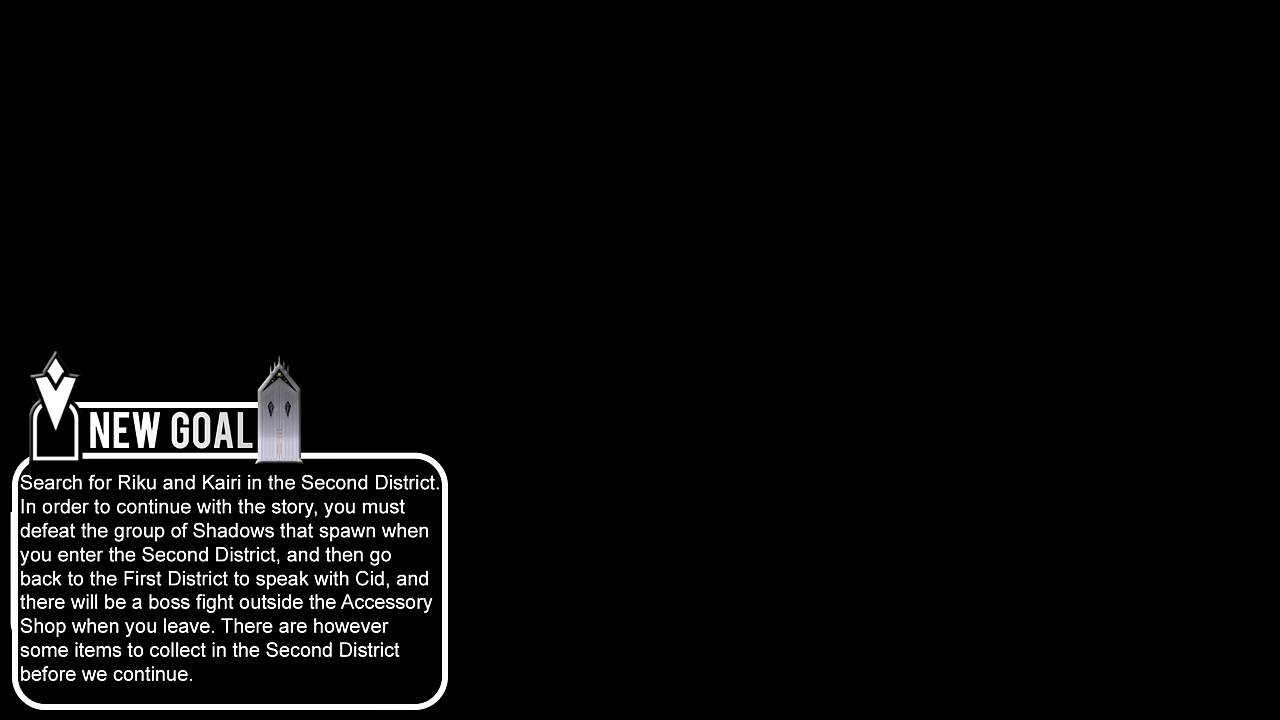 NEW GOAL
Search for Riku and Kairi in the Second District.
In order to continue with the story, you must
defeat the group of Shadows that spawn when
you enter the Second District, and then go
back to the First District to speak with Cid, and
there will be a boss fight outside the Accessory
Shop when you leave. There are however
some items to collect in the Second District
before we continue.